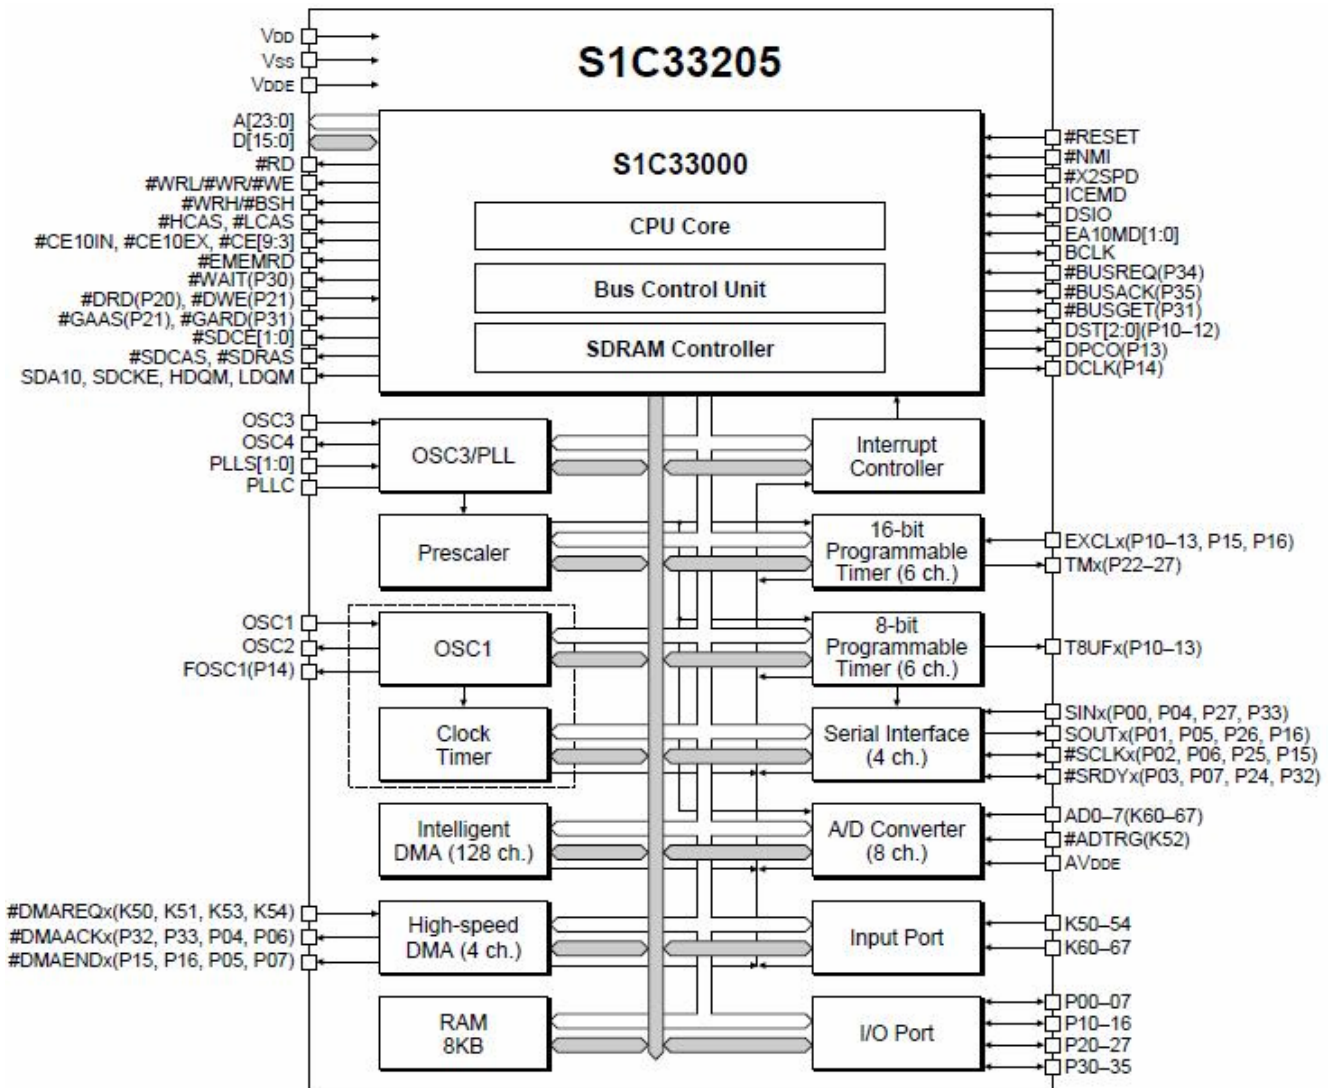 S1C33205
VDD
VSS
VDDE
A[23:0]
D[15:0]
#RD
#WRL/#WR/#WE
#WRH/#BSH
#HCAS, #LCAS
#CE10IN, #CE10EX, #CE[9:3]
#EMEMRD
#WAIT(P30)
#DRD(P20), #DWE(P21)
#GAAS(P21), #GARD(P31)
#SDCE[1:0]
#SDCAS, #SDRAS
SDA10, SDCKE, HDQM, LDQM
S1C33000
CPU Core
Bus Control Unit
SDRAM Controller
#RESET
#NMI
#X2SPD
ICEMD
DSIO
EA10MD[1:0]
BCLK
#BUSREQ(P34)
#BUSACK(P35)
#BUSGET(P31)
DST[2:0](P10–12)
DPCO(P13)
DCLK(P14)
OSC3
OSC4
PLLS[1:0]
PLLC
OSC3/PLL
Interrupt
Controller
Prescaler
16-bit
Programmable
Timer (6 ch.)
EXCLx(P10–13, P15, P16)
TMx(P22–27)
OSC1
OSC2
FOSC1(P14)
OSC1
8-bit
Programmable
Timer (6 ch.)
T8UFx(P10–13)
Clock
Timer
Serial Interface
(4 ch.)
SINx(P00, P04, P27, P33)
SOUTx(P01, P05, P26, P16)
#SCLKx(P02, P06, P25, P15)
#SRDYx(P03, P07, P24, P32)
Intelligent
DMA (128 ch.)
A/D Converter
(8 ch.)
AD0–7(K60–67)
#ADTRG(K52)
AVDDE
#DMAREQx(K50, K51, K53, K54)
#DMAACKx(P32, P33, P04, P06)
#DMAENDx(P15, P16, P05, P07)
High-speed
DMA (4 ch.)
Input Port
K50–54
K60–67
RAM
8KB
I/O Port
P00–07
P10–16
P20–27
P30–35